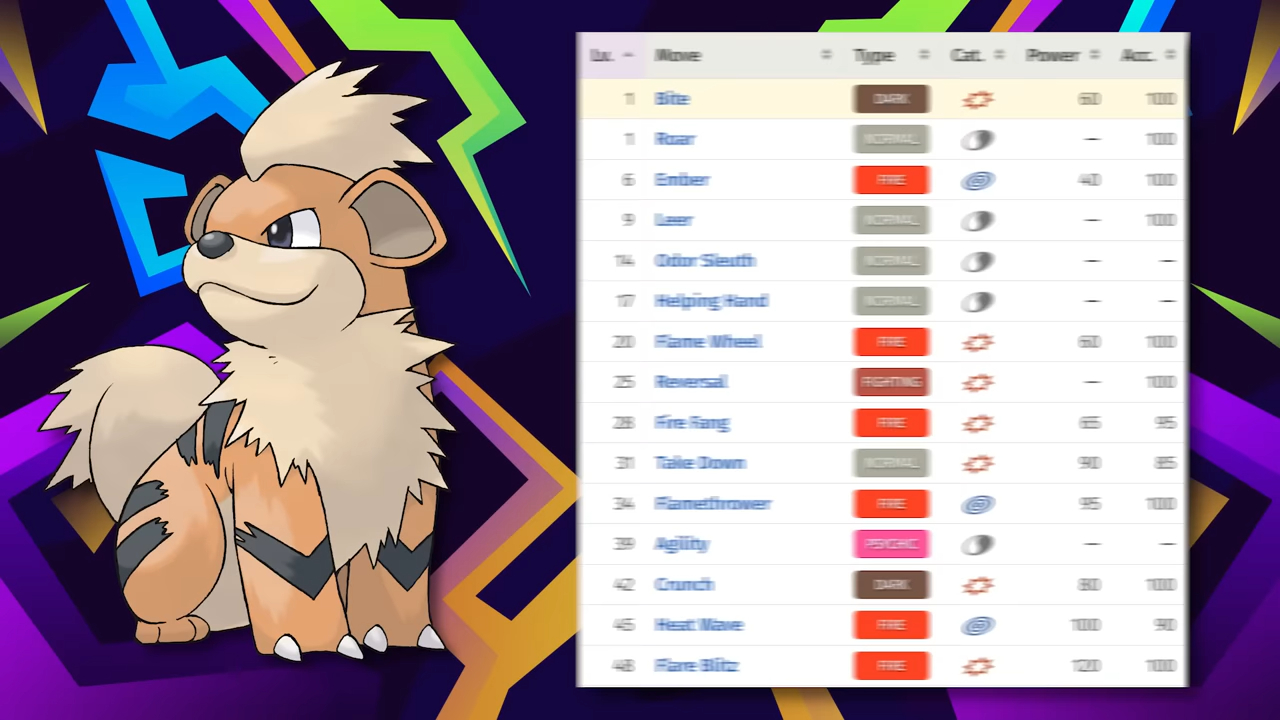 Lv. Move Type Cat. Power Acc.
1 Bite DARK 60 100
1 Roar NORMAL — 100
6 Ember FIRE 40 100
9 Leer NORMAL — 100
14 Odor Sleuth NORMAL — —
17 Helping Hand NORMAL — —
20 Flame Wheel FIRE 60 100
25 Reversal FIGHTING — 100
28 Fire Fang FIRE 65 95
31 Take Down NORMAL 90 85
34 Flamethrower FIRE 95 100
39 Agility PSYCHIC — —
42 Crunch DARK 80 100
45 Heat Wave FIRE 100 90
48 Flare Blitz FIRE 120 100